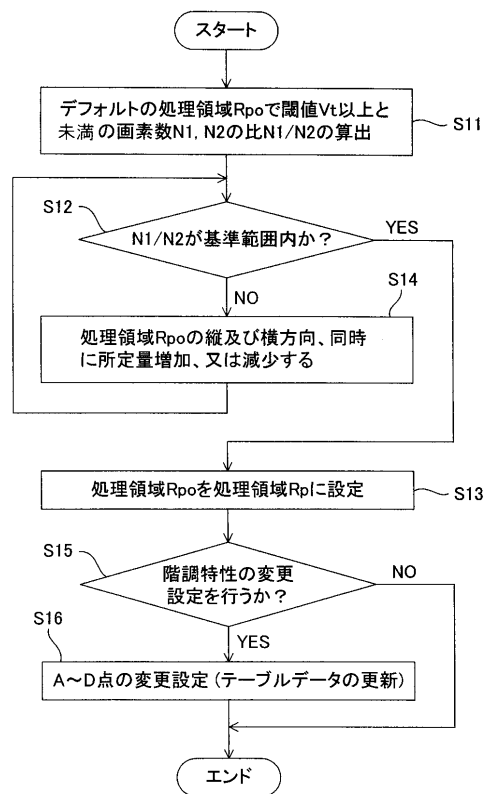 スタート
デフォルトの処理領域Rpoで閾値Vt以上と
未満の画素数N1, N2の比N1/N2の算出
S11
S12
N1/N2が基準範囲内か？
YES
NO
S14
処理領域Rpoの縦及び横方向、同時
に所定量増加、又は減少する
処理領域Rpoを処理領域Rpに設定
S13
S15
階調特性の変更
設定を行うか？
NO
YES
S16
A～D点の変更設定（テーブルデータの更新）
エンド